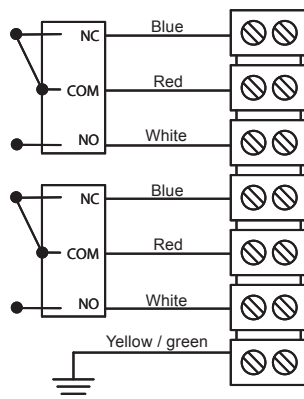 NC Blue
COM Red
NO White
NC Blue
COM Red
NO White
Yellow / green